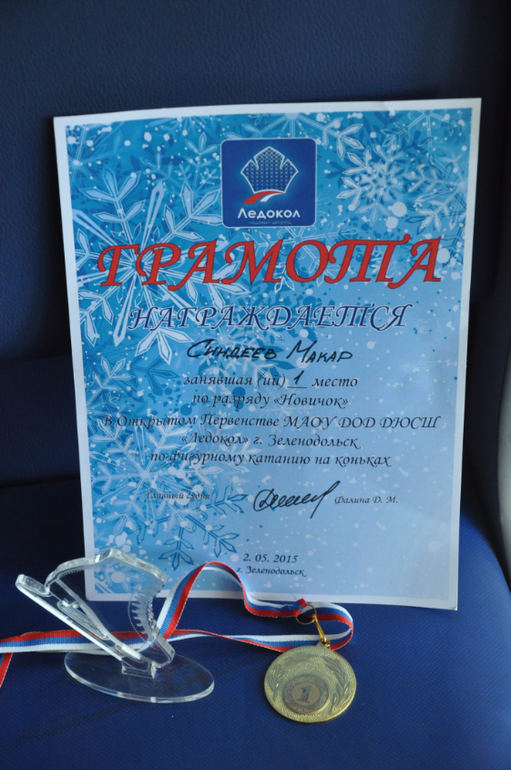 Ледокол
ГРАМОТА
НАГРАЖДАЕТСЯ
Синдеев Макар
занявшая (ий) 1 место
по разряду «Новичок»
В Открытом Первенстве МАОУ ДОД ДЮСШ
«Ледокол» г. Зеленодольск
по фигурному катанию на коньках
Главный судья Фалина Д. М.
2. 05. 2015
г. Зеленодольск
1